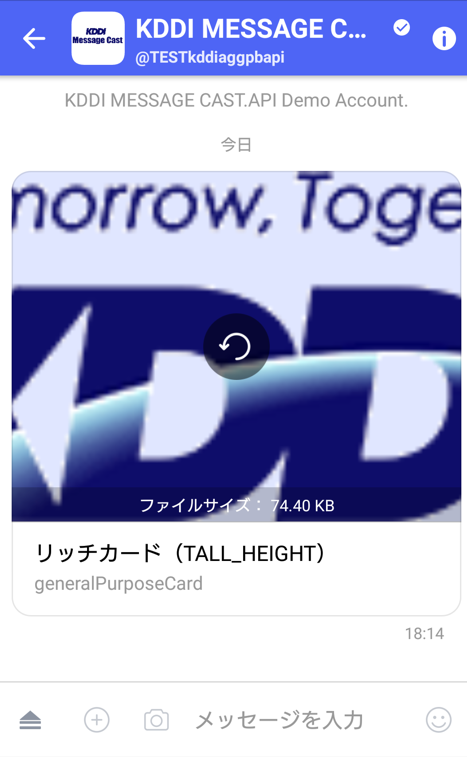 KDDI
Message Cast
KDDI MESSAGE C...
@TESTkddiaggpbapi
KDDI MESSAGE CAST.API Demo Account.
今日
morrow, Toge
KDD
ファイルサイズ： 74.40 KB
リッチカード（TALL_HEIGHT）
generalPurposeCard
18:14
メッセージを入力